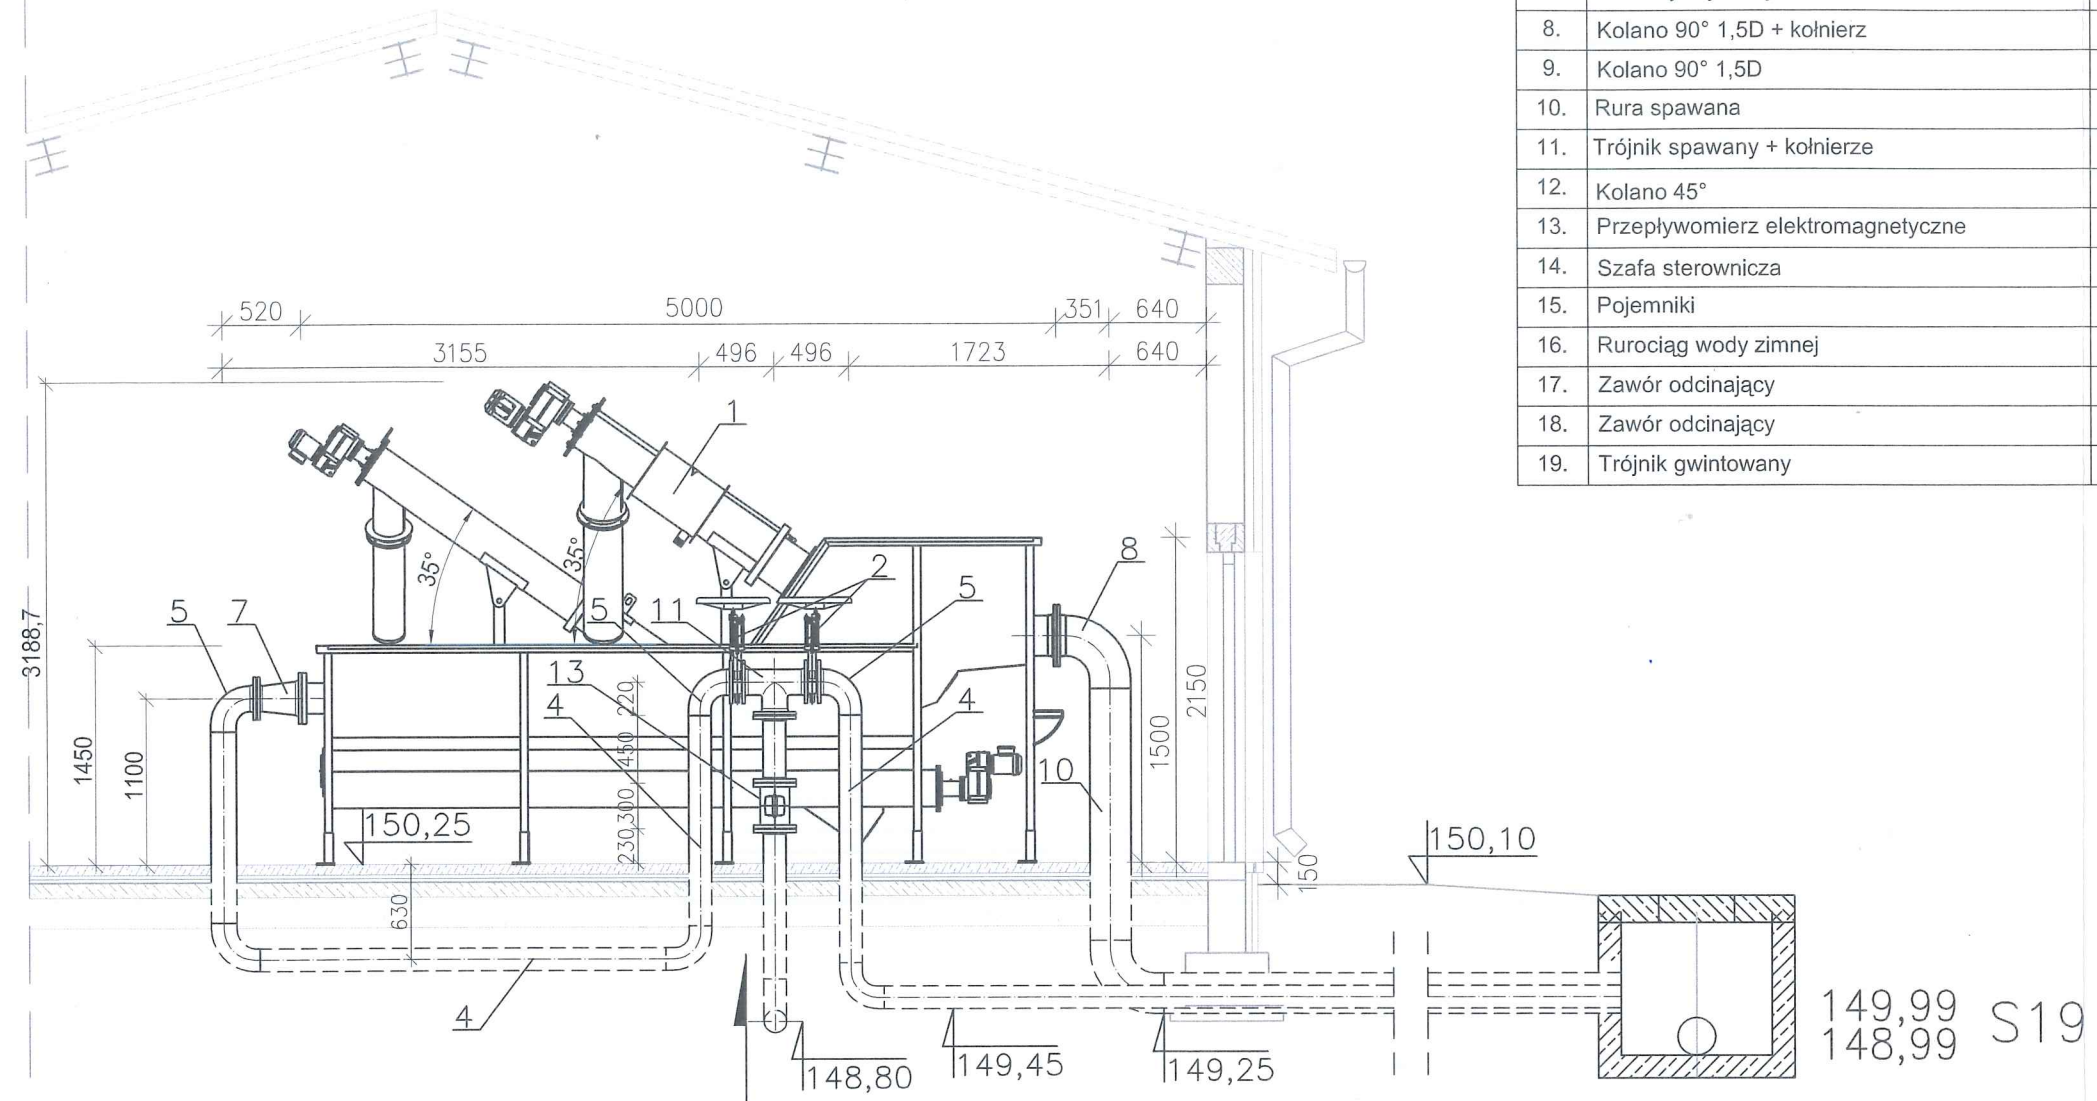 8. Kolano 90° 1,5D + kołnierz
9. Kolano 90° 1,5D
10. Rura spawana
11. Trójnik spawany + kołnierze
12. Kolano 45°
13. Przepływomierz elektromagnetyczne
14. Szafa sterownicza
15. Pojemniki
16. Rurociąg wody zimnej
17. Zawór odcinający
18. Zawór odcinający
19. Trójnik gwintowany
520 5000 351 640
3155 496 496 1723 640
1
35°
35°
2
8
5 7
5 11
5
3188,7
1450
1100
13
4
4
220
450
300
230
10
1500
2150
150,25
150,10
150
630
4
149,99
148,99
S19
148,80
149,45
149,25